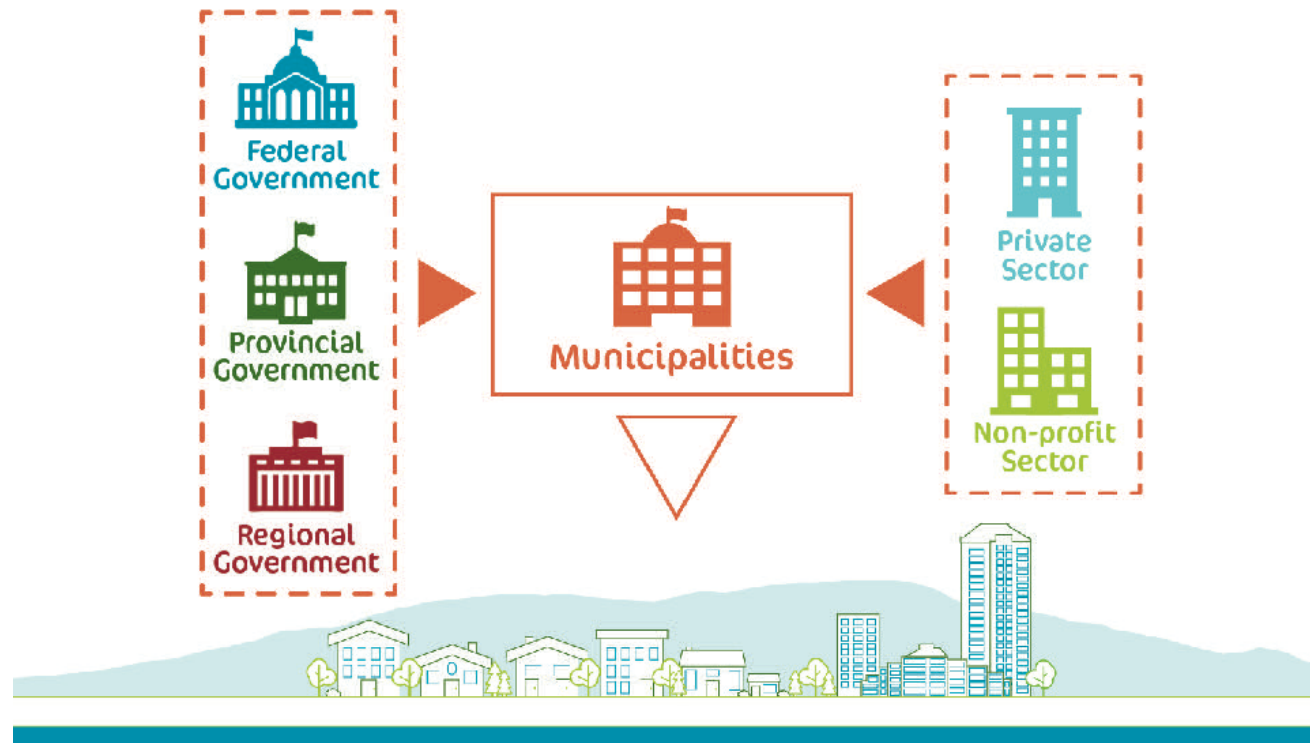 Federal
Government
Provincial
Government
Regional
Government
Municipalities
Private
Sector
Non-profit
Sector